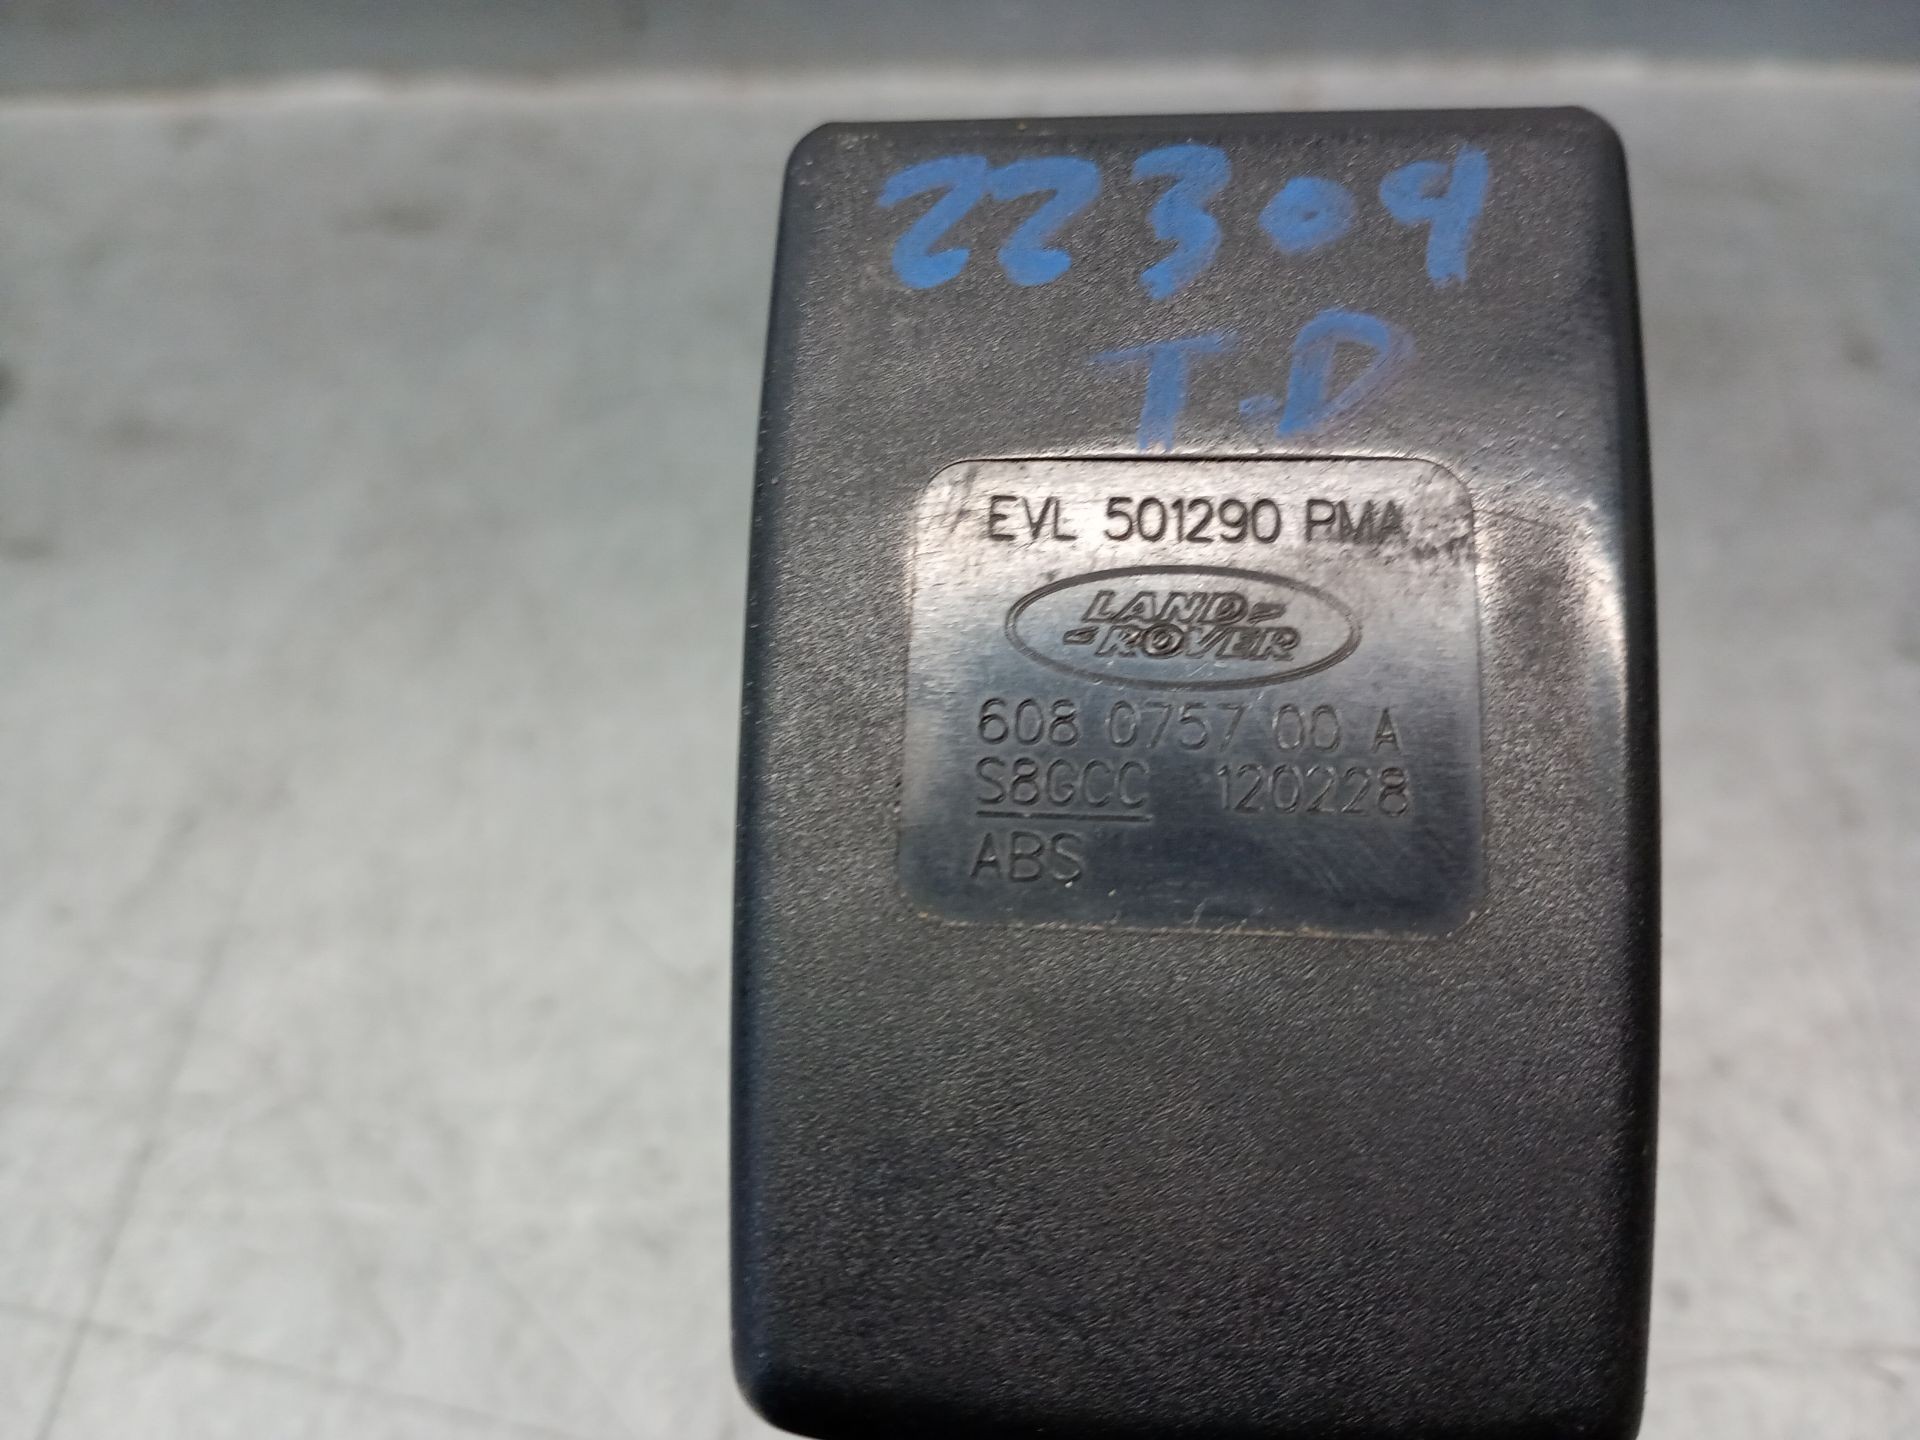 22309
T.D
EVL 501290 PMA
LAND
ROVER
608 0757 00 A
S8GCC 120228
ABS